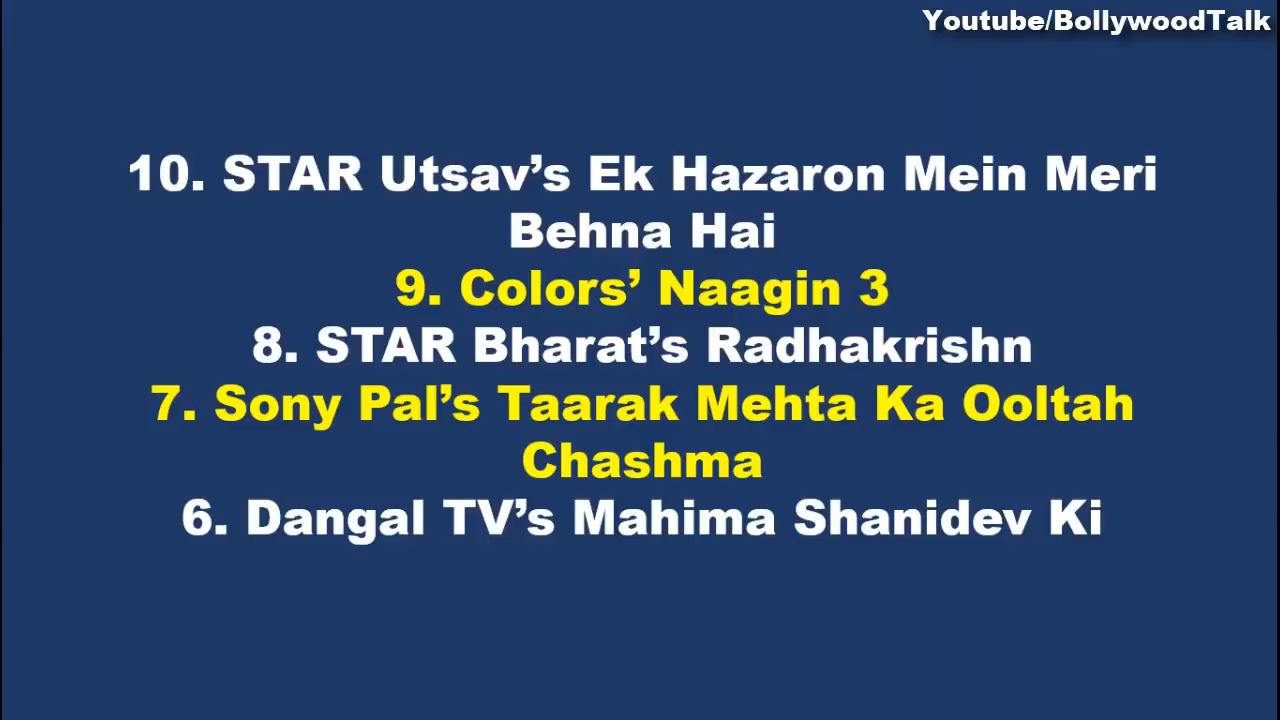 Youtube/BollywoodTalk
10. STAR Utsav’s Ek Hazaron Mein Meri
Behna Hai
9. Colors’ Naagin 3
8. STAR Bharat’s Radhakrishn
7. Sony Pal’s Taarak Mehta Ka Ooltah
Chashma
6. Dangal TV’s Mahima Shanidev Ki